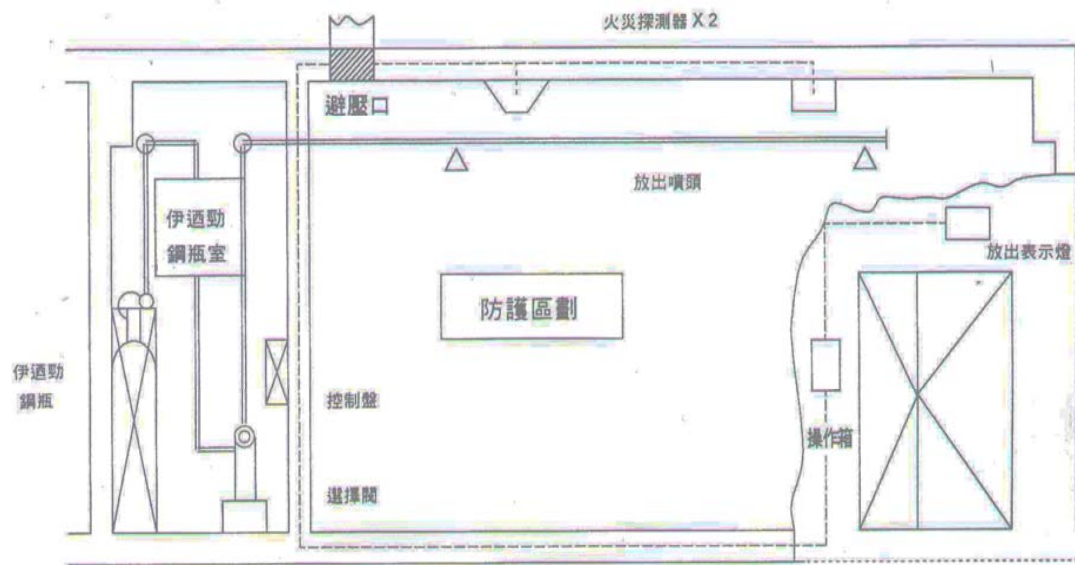 火災探測器 X 2
避壓口
放出噴頭
伊迺勁
鋼瓶室
放出表示燈
防護區劃
伊迺勁
鋼瓶
控制盤
操作箱
選擇閥